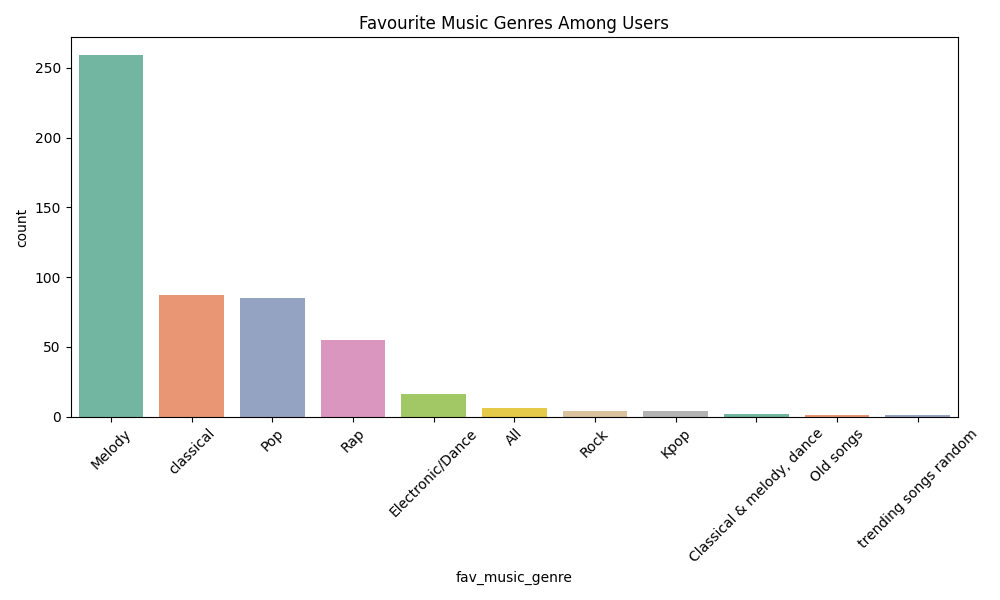 Favourite Music Genres Among Users
250
200
150
100
50
0
count
Melody
classical
Pop
Rap
Electronic/Dance
All
Rock
Kpop
Classical & melody, dance
Old songs
trending songs random
fav_music_genre